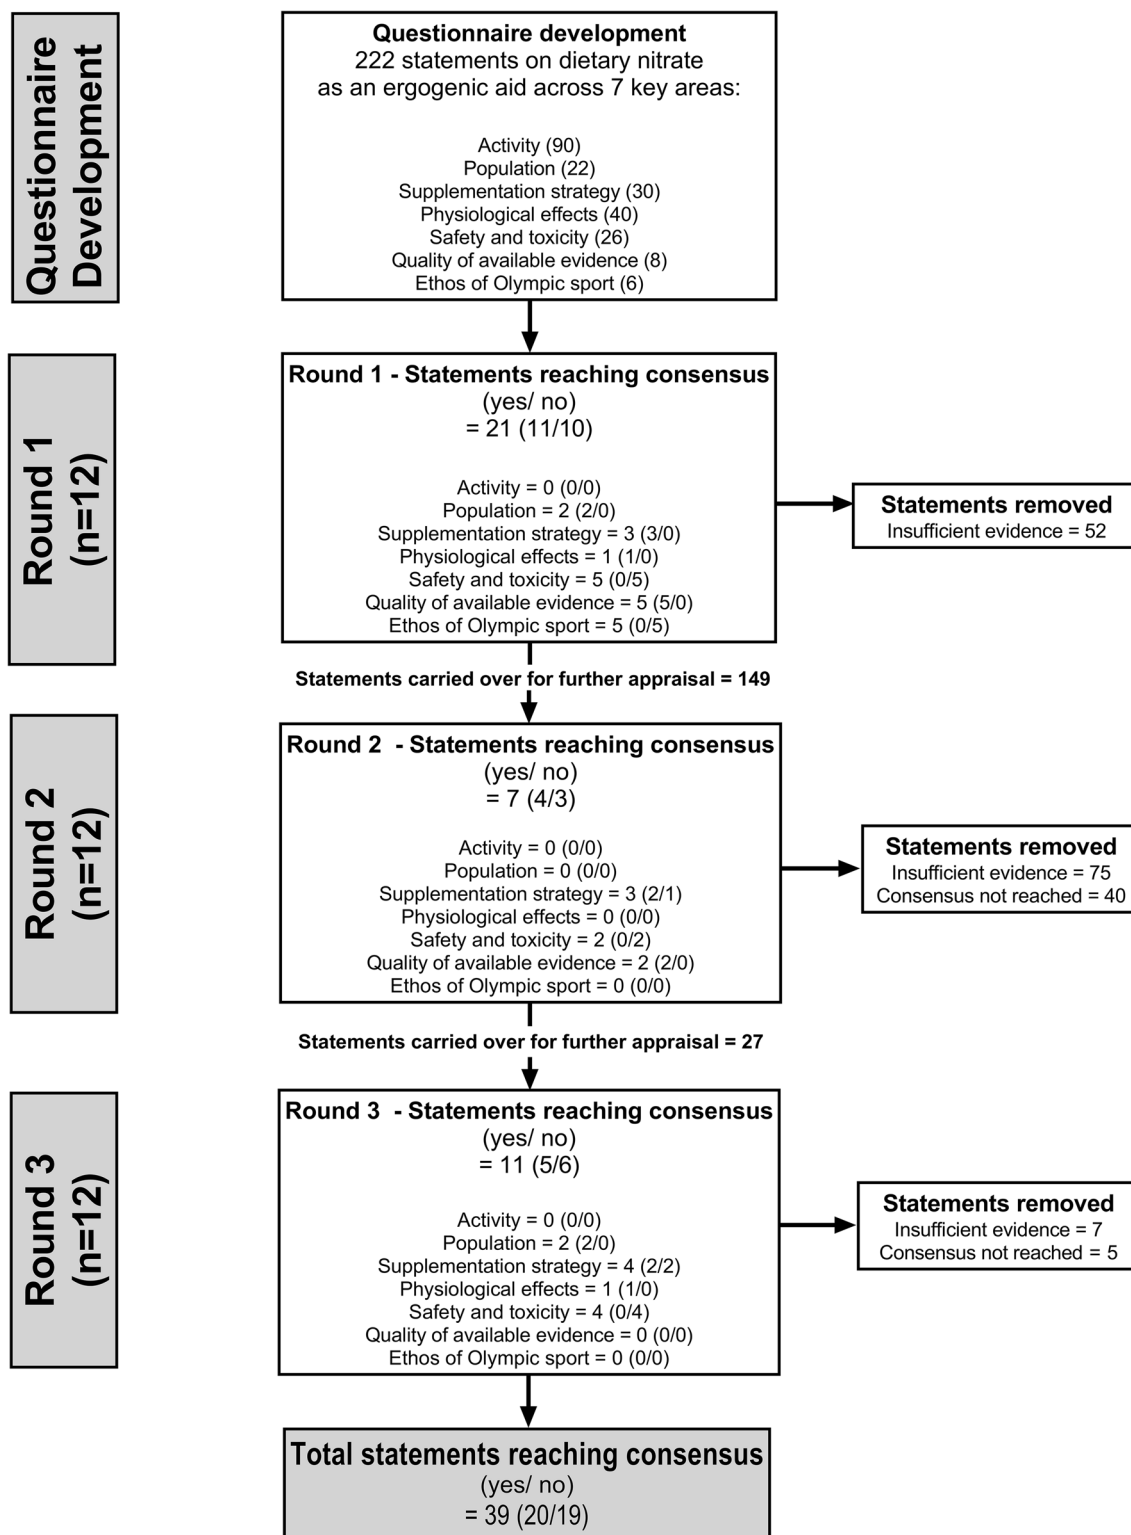 Questionnaire
Development
Questionnaire development
222 statements on dietary nitrate
as an ergogenic aid across 7 key areas:
Activity (90)
Population (22)
Supplementation strategy (30)
Physiological effects (40)
Safety and toxicity (26)
Quality of available evidence (8)
Ethos of Olympic sport (6)
Round 1
(n=12)
Round 1 - Statements reaching consensus
(yes/ no)
= 21 (11/10)
Activity = 0 (0/0)
Population = 2 (2/0)
Supplementation strategy = 3 (3/0)
Physiological effects = 1 (1/0)
Safety and toxicity = 5 (0/5)
Quality of available evidence = 5 (5/0)
Ethos of Olympic sport = 5 (0/5)
Statements removed
Insufficient evidence = 52
Statements carried over for further appraisal = 149
Round 2
(n=12)
Round 2 - Statements reaching consensus
(yes/ no)
= 7 (4/3)
Activity = 0 (0/0)
Population = 0 (0/0)
Supplementation strategy = 3 (2/1)
Physiological effects = 0 (0/0)
Safety and toxicity = 2 (0/2)
Quality of available evidence = 2 (2/0)
Ethos of Olympic sport = 0 (0/0)
Statements removed
Insufficient evidence = 75
Consensus not reached = 40
Statements carried over for further appraisal = 27
Round 3
(n=12)
Round 3 - Statements reaching consensus
(yes/ no)
= 11 (5/6)
Activity = 0 (0/0)
Population = 2 (2/0)
Supplementation strategy = 4 (2/2)
Physiological effects = 1 (1/0)
Safety and toxicity = 4 (0/4)
Quality of available evidence = 0 (0/0)
Ethos of Olympic sport = 0 (0/0)
Statements removed
Insufficient evidence = 7
Consensus not reached = 5
Total statements reaching consensus
(yes/ no)
= 39 (20/19)